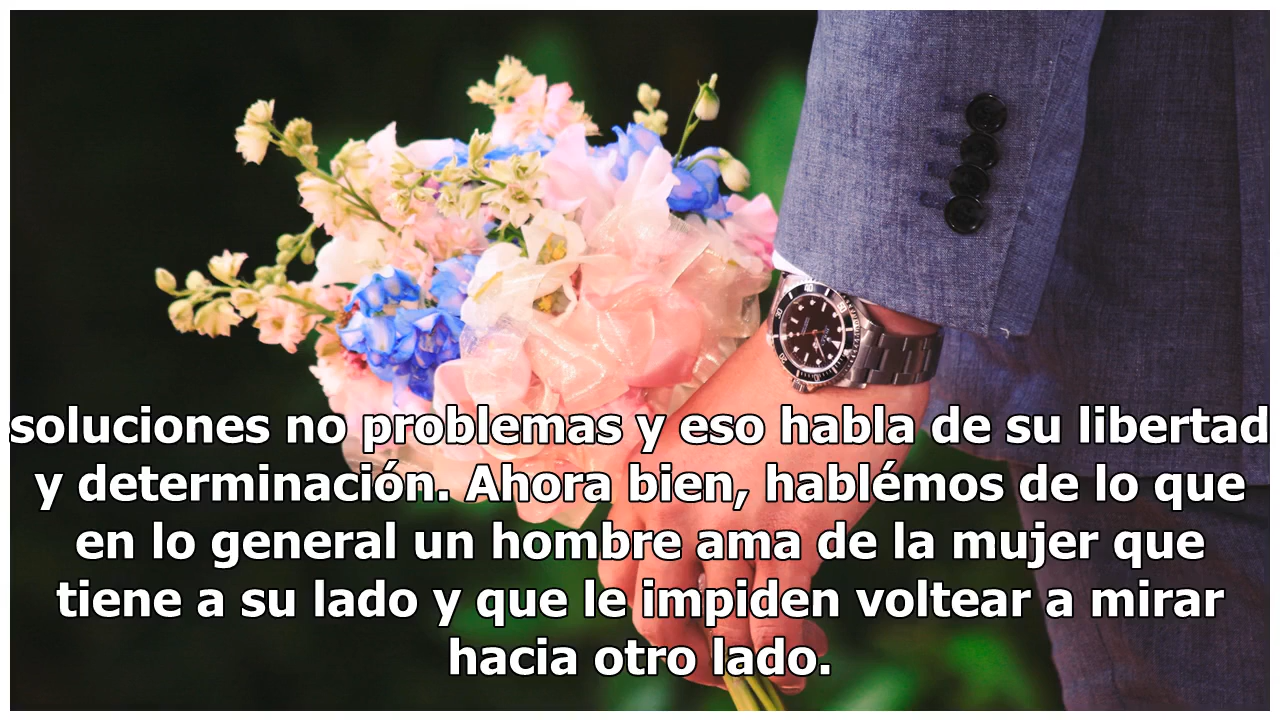 soluciones no problemas y eso habla de su libertad
y determinación. Ahora bien, hablémos de lo que
en lo general un hombre ama de la mujer que
tiene a su lado y que le impiden voltear a mirar
hacia otro lado.